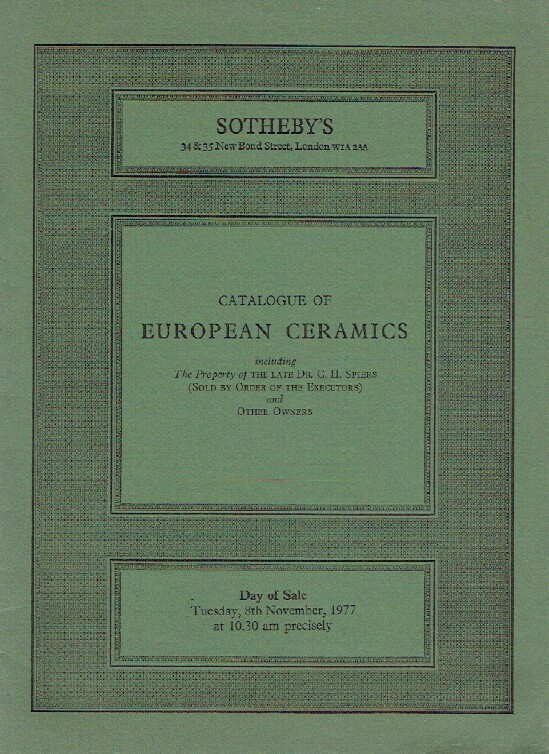 SOTHEBY'S
34 & 35 New Bond Street, London W1A 2AA
CATALOGUE OF
EUROPEAN CERAMICS
including
The Property of THE LATE DR. C. H. SPIERS
(SOLD BY ORDER OF THE EXECUTORS)
and
OTHER OWNERS
Day of Sale
Tuesday, 8th November, 1977
at 10.30 am precisely